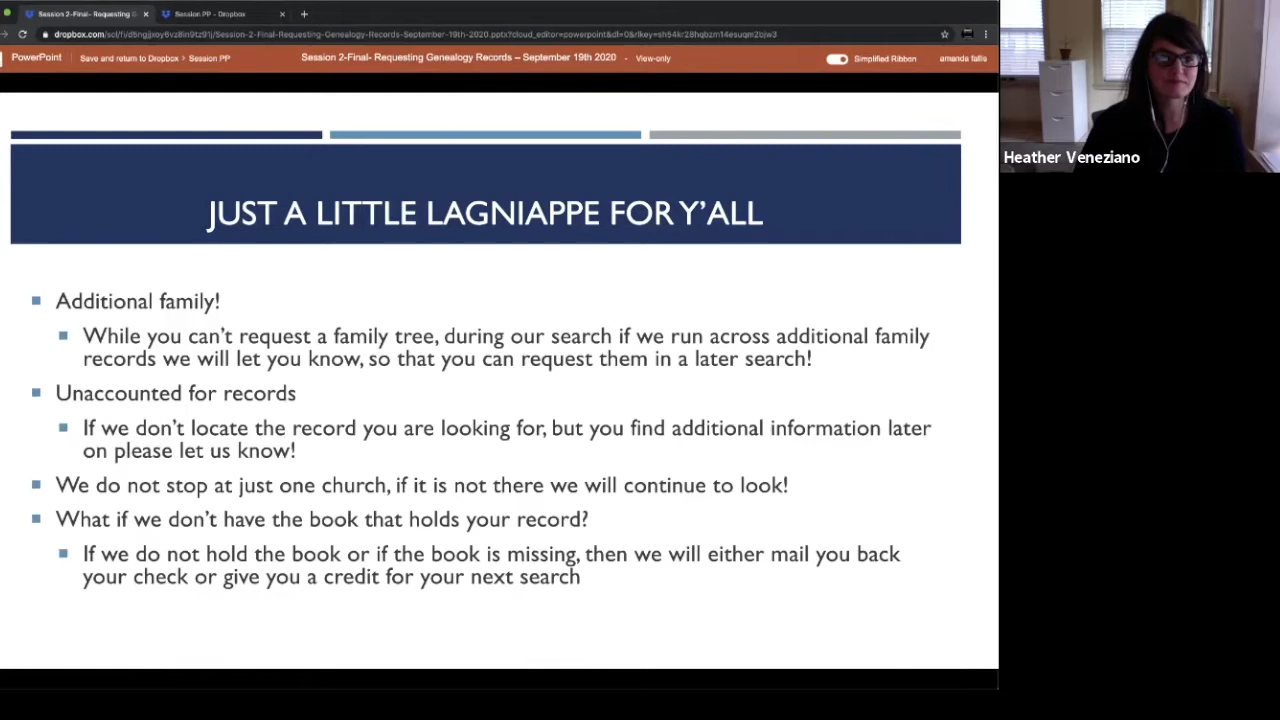 Session 2-Final- Requesting G
Session PP - Dropbox
PowerPoint
Save and return to Dropbox > Session PP
Session 2-Final- Requesting Genealogy Records – September 19th 2020 - View-only
Simplified Ribbon
amanda fallis
Heather Veneziano
JUST A LITTLE LAGNIAPPE FOR Y'ALL
Additional family!
While you can't request a family tree, during our search if we run across additional family
records we will let you know, so that you can request them in a later search!
Unaccounted for records
If we don't locate the record you are looking for, but you find additional information later
on please let us know!
We do not stop at just one church, if it is not there we will continue to look!
What if we don't have the book that holds your record?
If we do not hold the book or if the book is missing, then we will either mail you back
your check or give you a credit for your next search